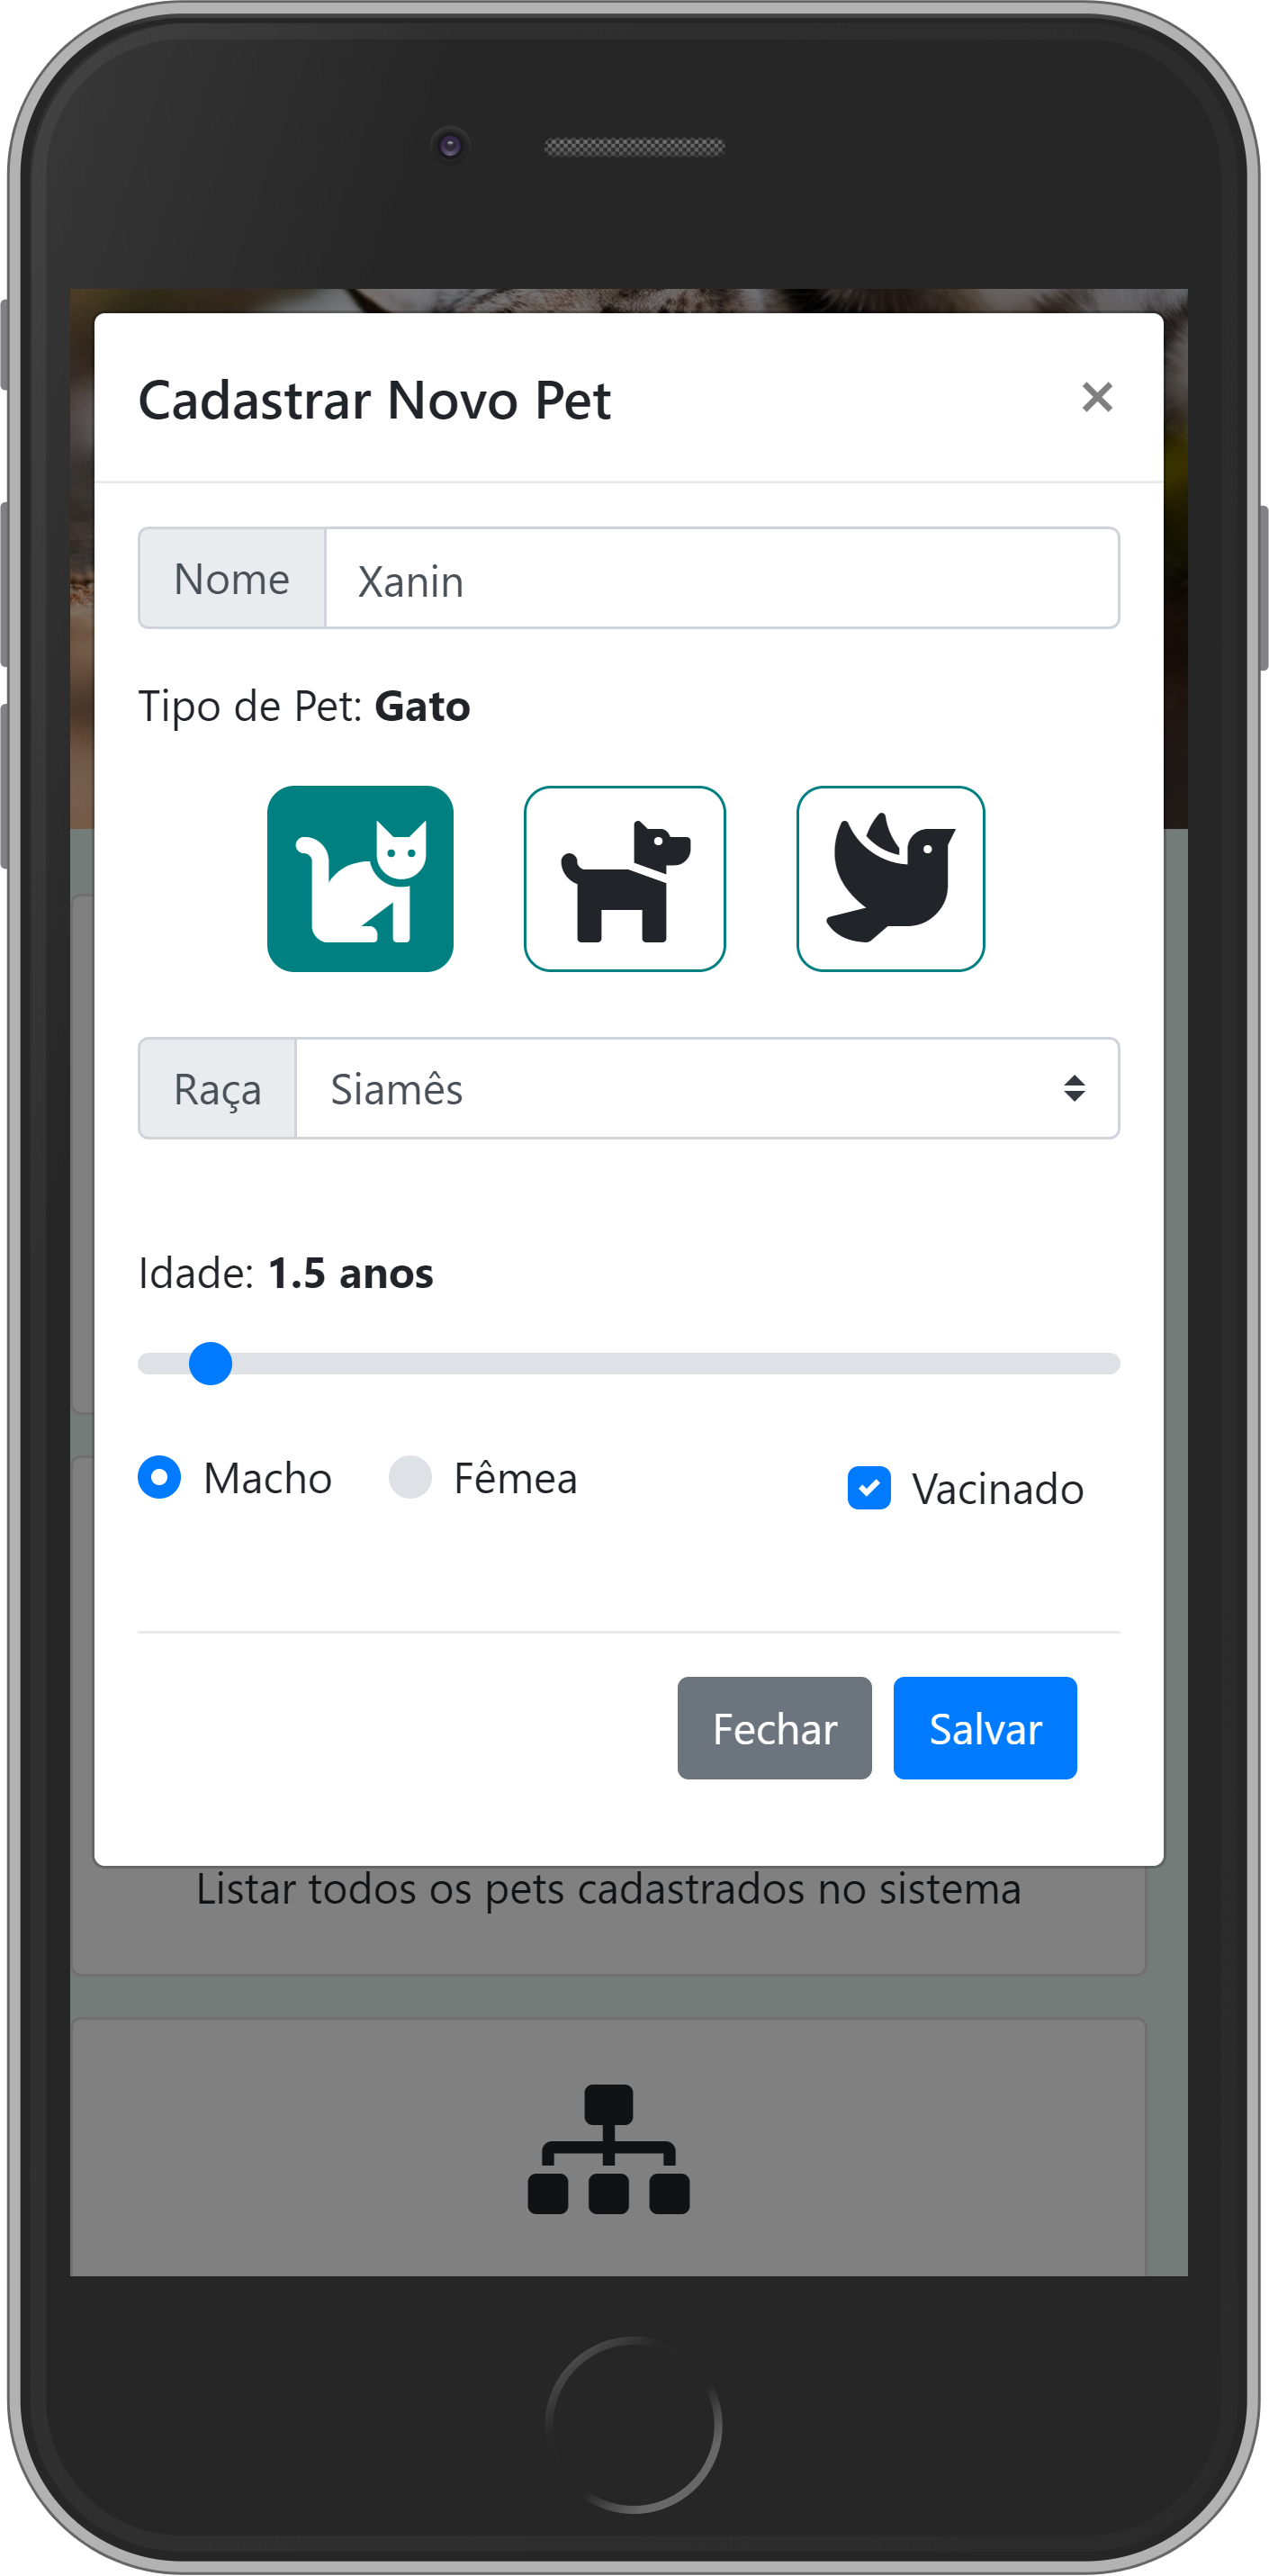 Cadastrar Novo Pet ×
Nome Xanin
Tipo de Pet: Gato
Raça Siamês
Idade: 1.5 anos
Macho Fêmea Vacinado
Fechar Salvar
Listar todos os pets cadastrados no sistema